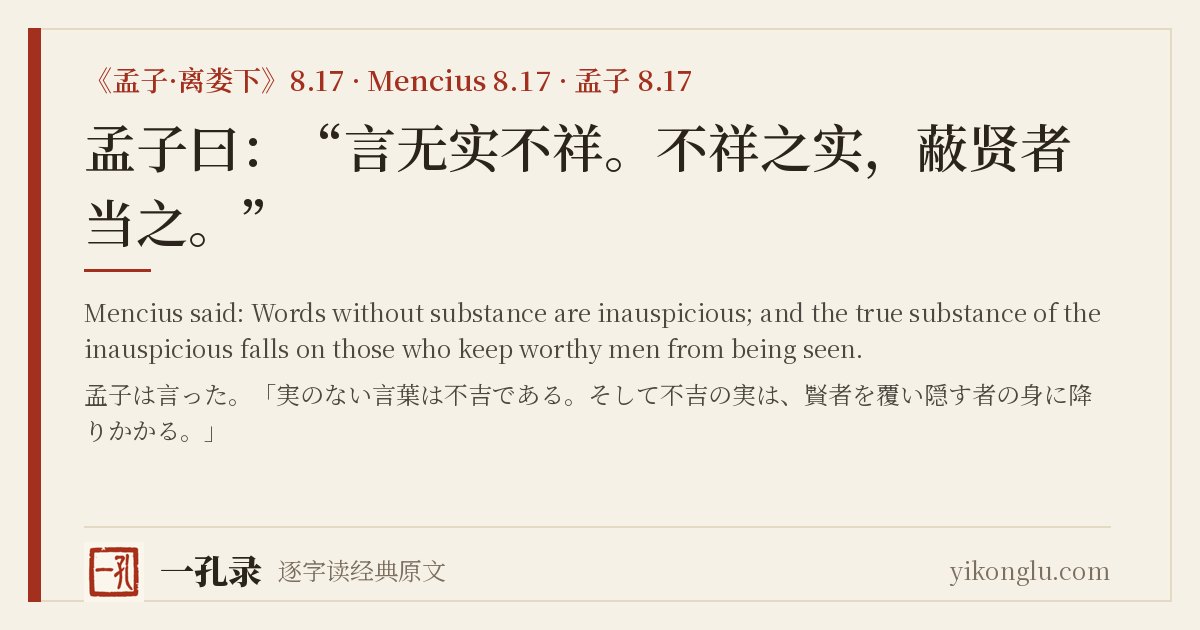 《孟子·离娄下》8.17 · Mencius 8.17 · 孟子 8.17
孟子曰：“言无实不祥。不祥之实，蔽贤者
当之。”
Mencius said: Words without substance are inauspicious; and the true substance of the
inauspicious falls on those who keep worthy men from being seen.
孟子は言った。「実のない言葉は不吉である。そして不吉の実は、賢者を覆い隠す者の身に降
りかかる。」
一孔 一孔录 逐字读经典原文 yikonglu.com